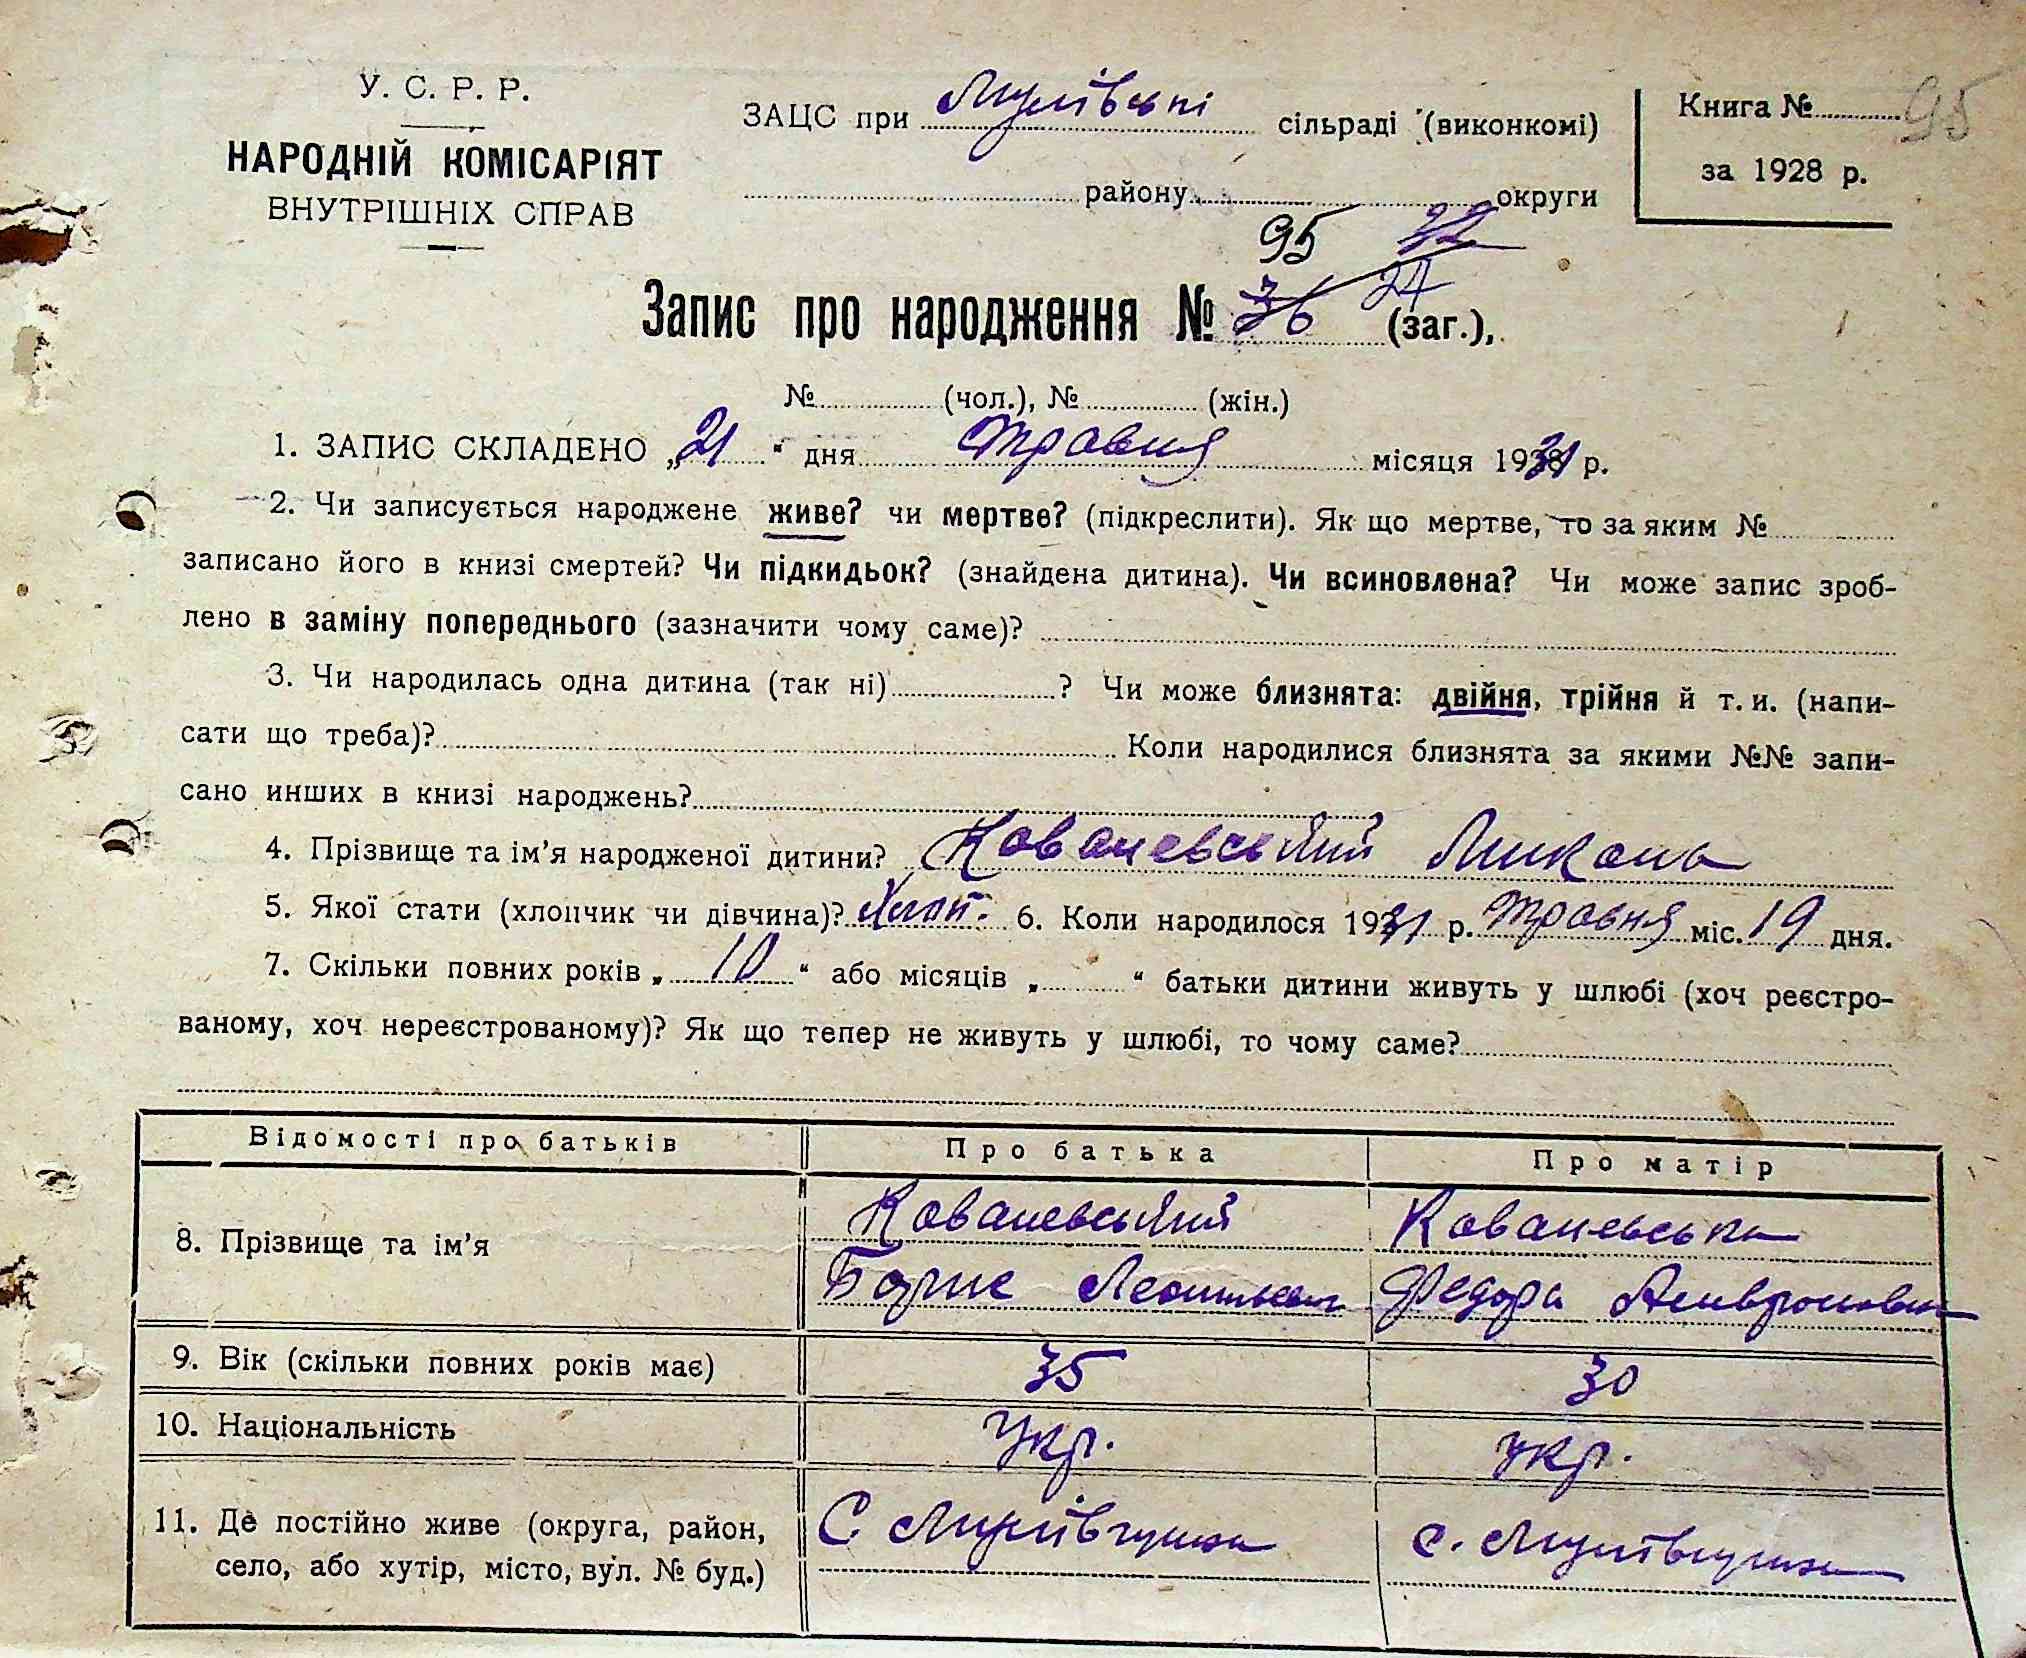 У. С. Р. Р.
НАРОДНІЙ КОМІСАРІЯТ
ВНУТРІШНІХ СПРАВ
ЗАЦС при сільраді (виконкомі)
району округи
Книга № 95
за 1928 р.
95 22
Запис про народження № 36 24 (заг.),
№ (чол.), № (жін.)
1. ЗАПИС СКЛАДЕНО „21“ дня травня місяця 1931 р.
2. Чи записується народжене живе? чи мертве? (підкреслити). Як що мертве, то за яким №
записано його в книзі смертей? Чи підкидьок? (знайдена дитина). Чи всиновлена? Чи може запис зроб-
лено в заміну попереднього (зазначити чому саме)?
3. Чи народилась одна дитина (так ні) ? Чи може близнята: двійня, трійня й т. и. (напи-
сати що треба)? Коли народилися близнята за якими №№ запи-
сано инших в книзі народжень?
4. Прізвище та ім'я народженої дитини? Ковалевський Микола
5. Якої стати (хлопчик чи дівчина)? Хлоп. 6. Коли народилося 1931 р. травня міс. 19 дня.
7. Скільки повних років „10“ або місяців „ “ батьки дитини живуть у шлюбі (хоч реєстро-
ваному, хоч нереєстрованому)? Як що тепер не живуть у шлюбі, то чому саме?
Відомості про батьків Про батька Про матір
8. Прізвище та ім'я Ковалевський Ковалевська
Борис Федора
9. Вік (скільки повних років має) 35 30
10. Національність Укр. укр.
11. Де постійно живе (округа, район, С. с.
село, або хутір, місто, вул. № буд.)